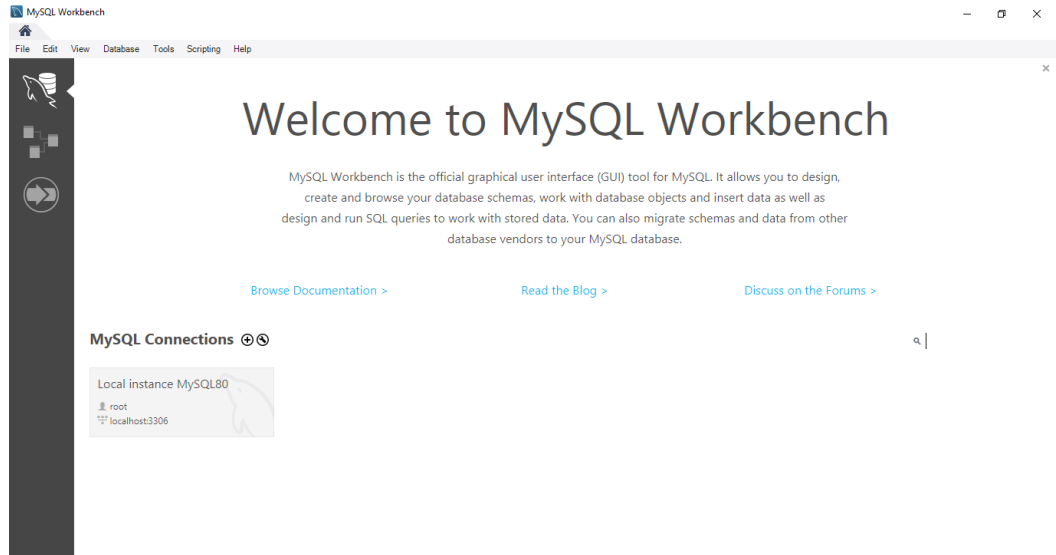 MySQL Workbench
File Edit View Database Tools Scripting Help
Welcome to MySQL Workbench
MySQL Workbench is the official graphical user interface (GUI) tool for MySQL. It allows you to design,
create and browse your database schemas, work with database objects and insert data as well as
design and run SQL queries to work with stored data. You can also migrate schemas and data from other
database vendors to your MySQL database.
Browse Documentation > Read the Blog > Discuss on the Forums >
MySQL Connections
Local instance MySQL80
root
localhost:3306